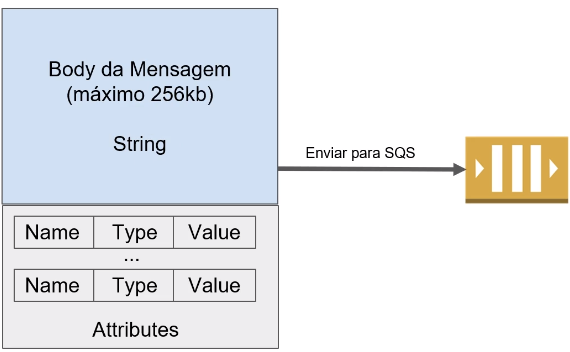 Body da Mensagem
(máximo 256kb)
String
Enviar para SQS
Name Type Value
...
Name Type Value
Attributes